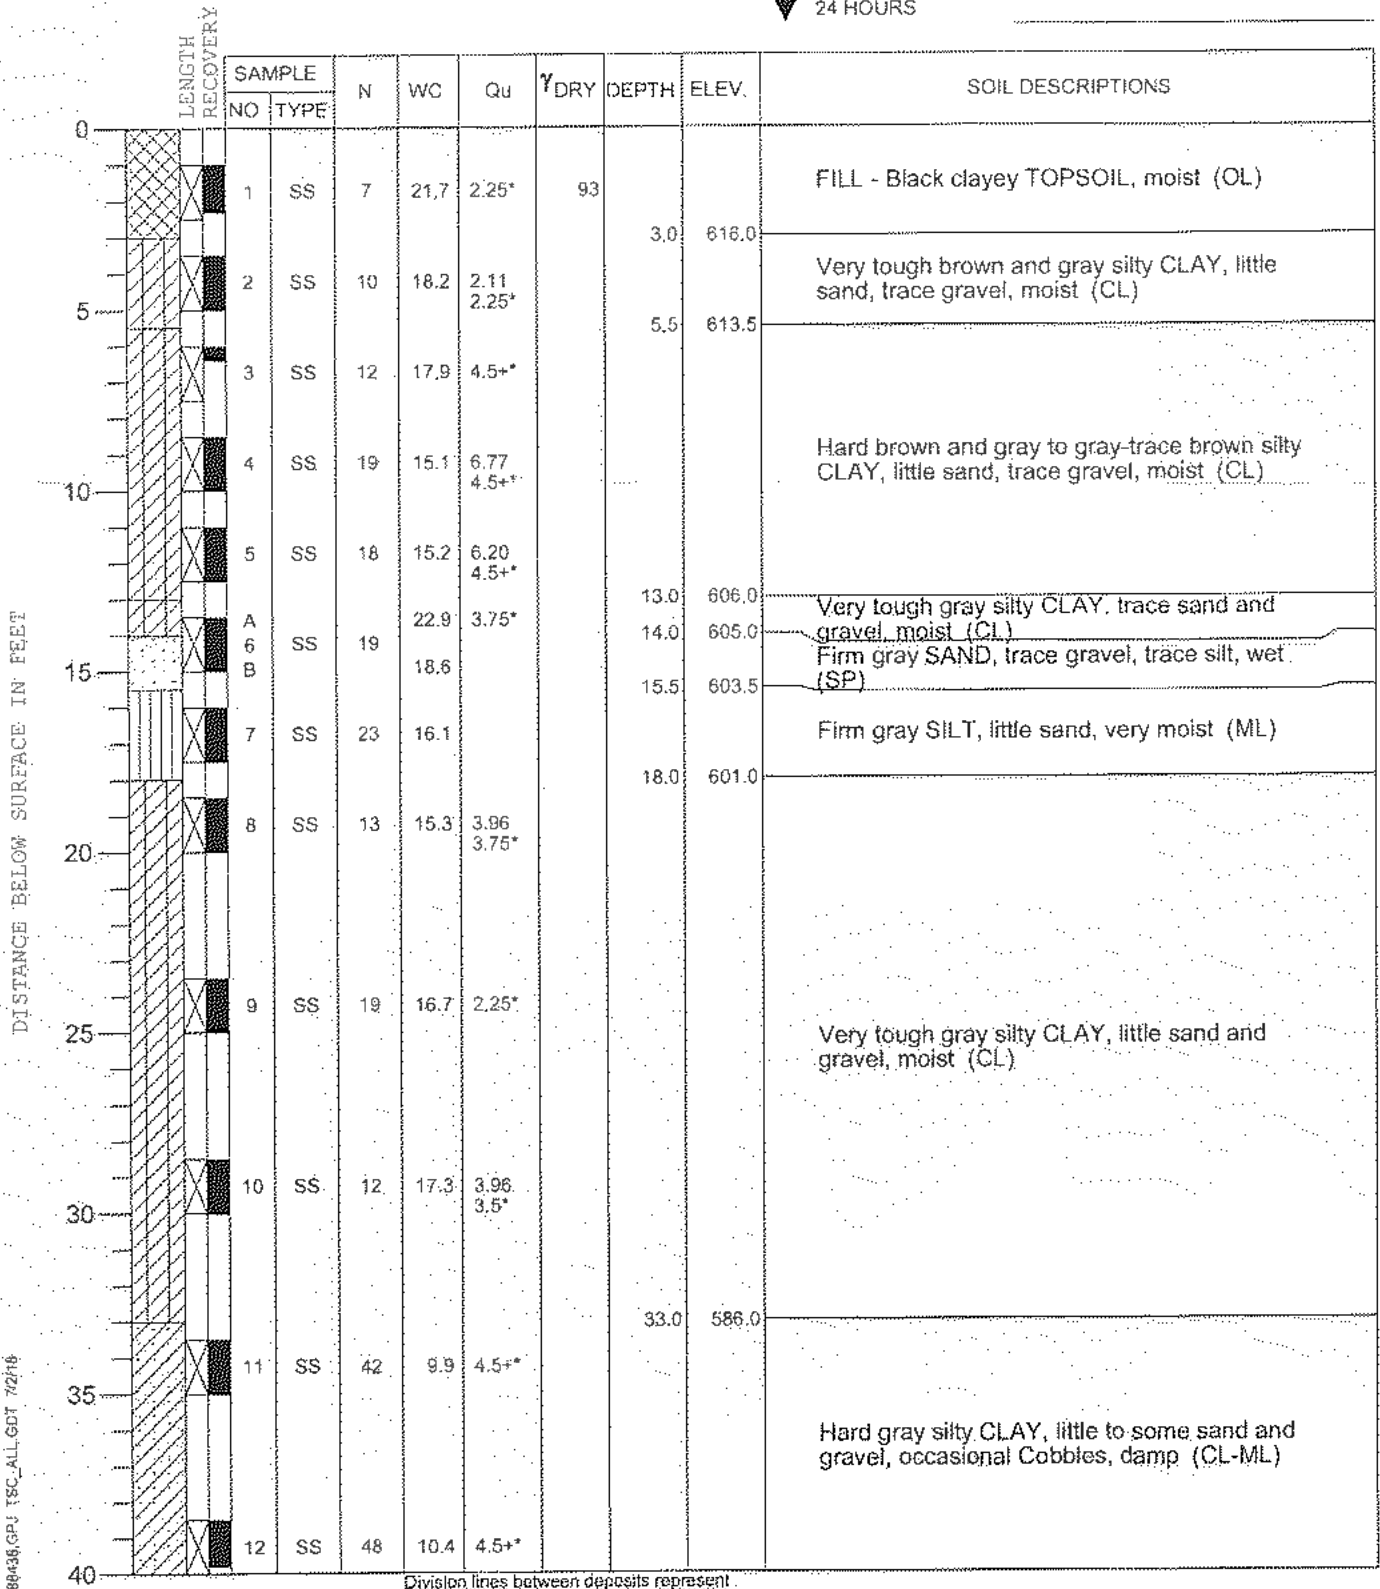 24 HOURS
LENGTH
RECOVERY
SAMPLE
NO TYPE N WC Qu γDRY DEPTH ELEV. SOIL DESCRIPTIONS
0
FILL - Black clayey TOPSOIL, moist (OL)
1 SS 7 21.7 2.25* 93
3.0 616.0
Very tough brown and gray silty CLAY, little
sand, trace gravel, moist (CL)
2 SS 10 18.2 2.11
2.25*
5
5.5 613.5
3 SS 12 17.9 4.5+*
Hard brown and gray to gray-trace brown silty
CLAY, little sand, trace gravel, moist (CL)
4 SS 19 15.1 6.77
4.5+*
10
5 SS 18 15.2 6.20
4.5+*
13.0 606.0
Very tough gray silty CLAY, trace sand and
gravel, moist (CL)
A 22.9 3.75*
14.0 605.0
6 SS 19
Firm gray SAND, trace gravel, trace silt, wet
(SP)
B 18.6
15
15.5 603.5
7 SS 23 16.1
Firm gray SILT, little sand, very moist (ML)
18.0 601.0
8 SS 13 15.3 3.96
3.75*
20
9 SS 19 16.7 2.25*
25
Very tough gray silty CLAY, little sand and
gravel, moist (CL)
10 SS 12 17.3 3.96
3.5*
30
33.0 586.0
11 SS 42 9.9 4.5+*
35
Hard gray silty CLAY, little to some sand and
gravel, occasional Cobbles, damp (CL-ML)
12 SS 48 10.4 4.5+*
40
Division lines between deposits represent
DISTANCE BELOW SURFACE IN FEET
TSC_ALL.GDT 7/2/18